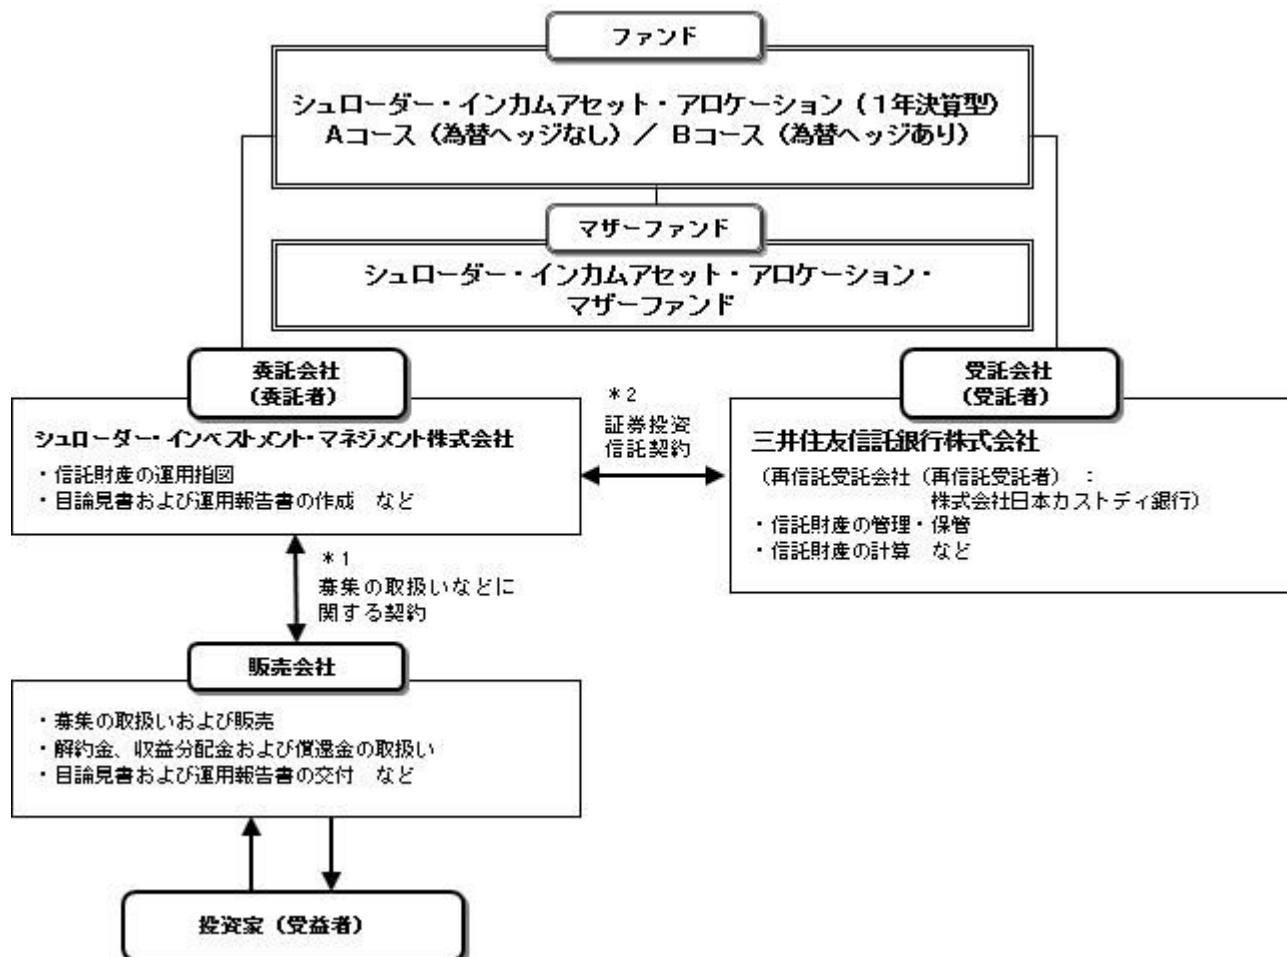 ファンド
シュローダー・インカムアセット・アロケーション（１年決算型）
Ａコース（為替ヘッジなし）／ Ｂコース（為替ヘッジあり）
マザーファンド
シュローダー・インカムアセット・アロケーション・
マザーファンド
委託会社
（委託者）
シュローダー・インベストメント・マネジメント株式会社
・信託財産の運用指図
・目論見書および運用報告書の作成　など
＊２
証券投資
信託契約
受託会社
（受託者）
三井住友信託銀行株式会社
（再信託受託会社（再信託受託者）　：
株式会社日本カストディ銀行）
・信託財産の管理・保管
・信託財産の計算　など
＊１
募集の取扱いなどに
関する契約
販売会社
・募集の取扱いおよび販売
・解約金、収益分配金および償還金の取扱い
・目論見書および運用報告書の交付　など
投資家（受益者）